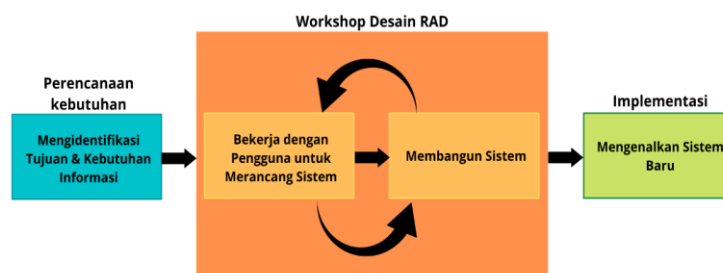 Workshop Desain RAD
Perencanaan
kebutuhan
Mengidentifikasi
Tujuan & Kebutuhan
Informasi
Bekerja dengan
Pengguna untuk
Merancang Sistem
Membangun Sistem
Implementasi
Mengenalkan Sistem
Baru